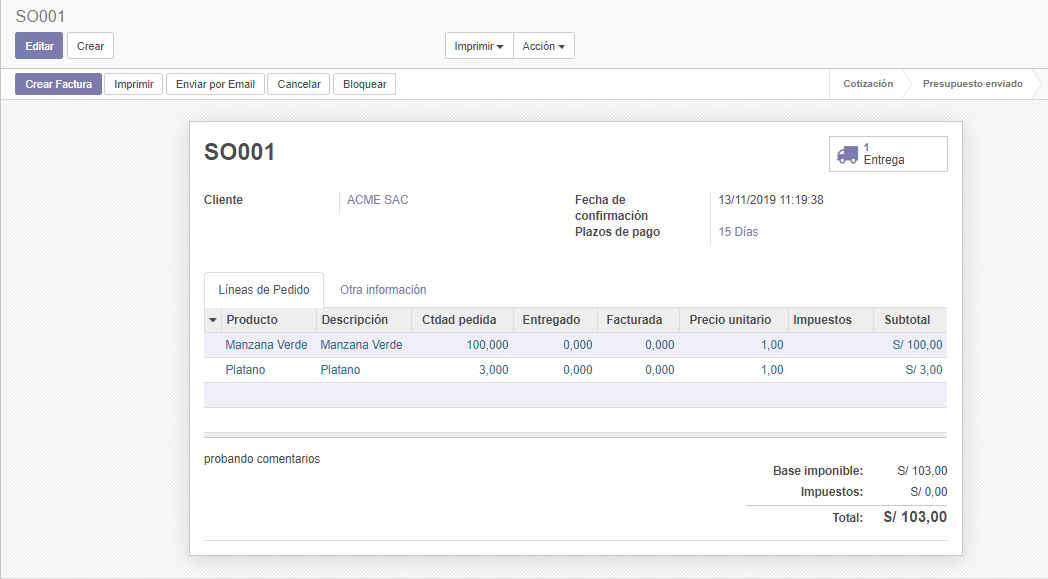 SO001
Editar Crear Imprimir Acción
Crear Factura Imprimir Enviar por Email Cancelar Bloquear Cotización Presupuesto enviado
SO001
1
Entrega
Cliente ACME SAC
Fecha de confirmación 13/11/2019 11:19:38
Plazos de pago 15 Días
Líneas de Pedido Otra información
Producto Descripción Ctdad pedida Entregado Facturada Precio unitario Impuestos Subtotal
Manzana Verde Manzana Verde 100,000 0,000 0,000 1,00 S/ 100,00
Platano Platano 3,000 0,000 0,000 1,00 S/ 3,00
probando comentarios
Base imponible: S/ 103,00
Impuestos: S/ 0,00
Total: S/ 103,00